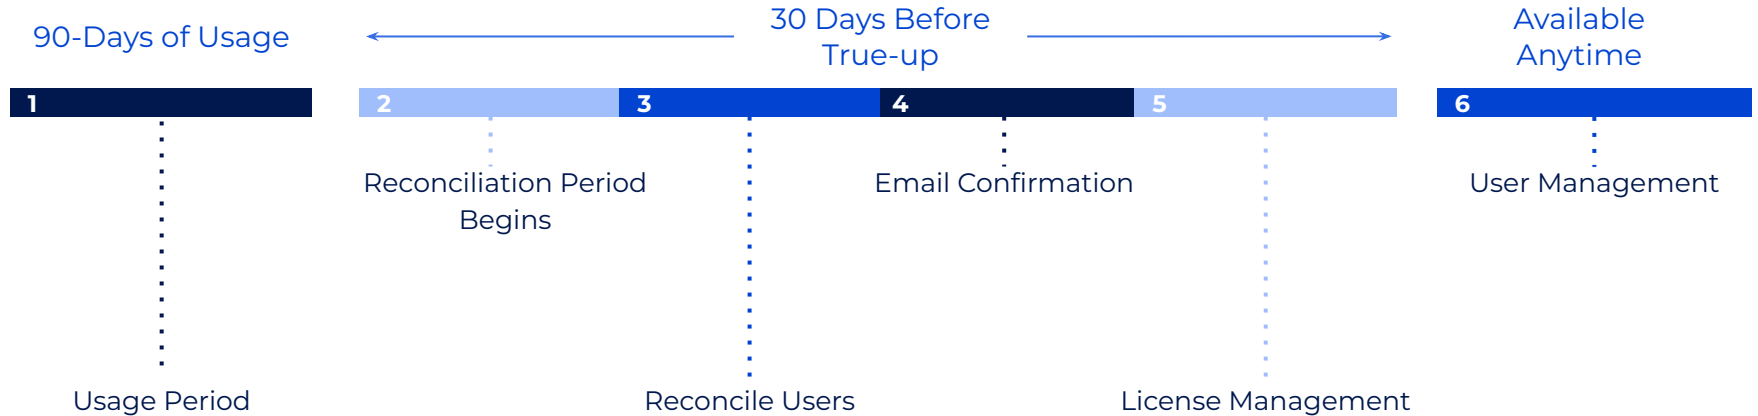 90-Days of Usage
30 Days Before
True-up
Available
Anytime
1
2
3
4
5
6
Reconciliation Period
Begins
Email Confirmation
User Management
Usage Period
Reconcile Users
License Management